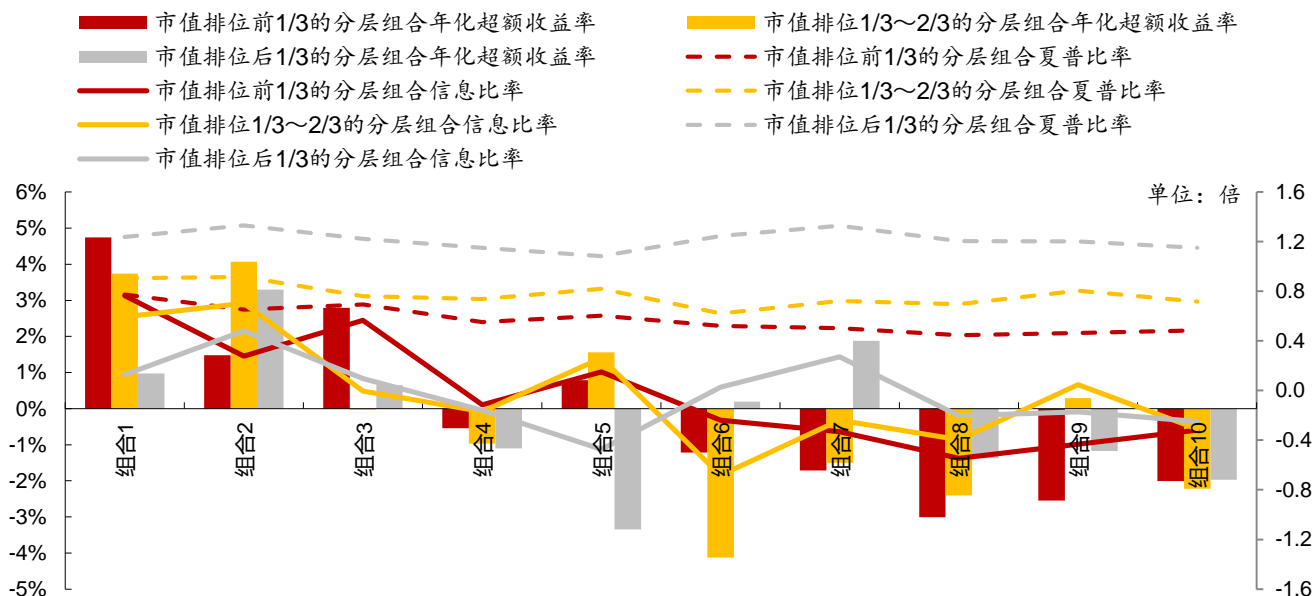 市值排位前1/3的分层组合年化超额收益率
市值排位1/3～2/3的分层组合年化超额收益率
市值排位后1/3的分层组合年化超额收益率
市值排位前1/3的分层组合夏普比率
市值排位前1/3的分层组合信息比率
市值排位1/3～2/3的分层组合夏普比率
市值排位1/3～2/3的分层组合信息比率
市值排位后1/3的分层组合夏普比率
市值排位后1/3的分层组合信息比率
单位：倍
6%
5%
4%
3%
2%
1%
0%
-1%
-2%
-3%
-4%
-5%
1.6
1.2
0.8
0.4
0.0
-0.4
-0.8
-1.2
-1.6
组合1
组合2
组合3
组合4
组合5
组合6
组合7
组合8
组合9
组合10